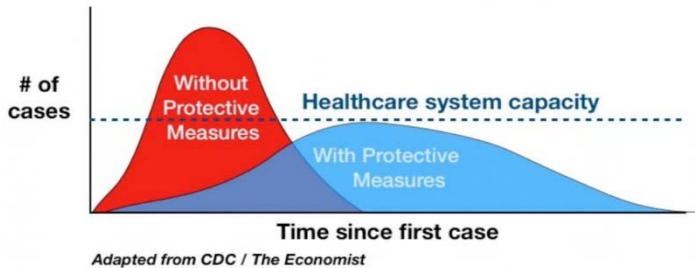 # of
cases
Without
Protective
Measures
Healthcare system capacity
With Protective
Measures
Time since first case
Adapted from CDC / The Economist